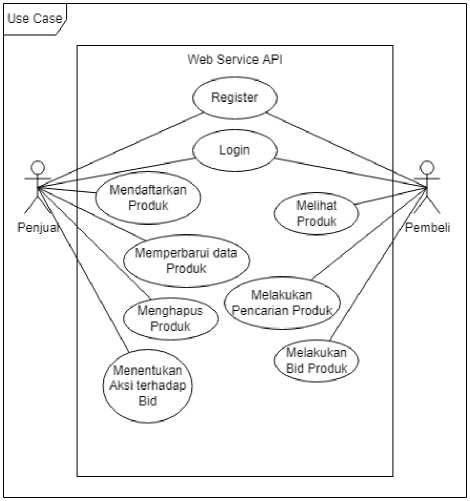 Use Case
Web Service API
Register
Login
Mendaftarkan
Produk
Melihat
Produk
Penjual
Pembeli
Memperbarui data
Produk
Menghapus
Produk
Melakukan
Pencarian Produk
Menentukan
Aksi terhadap
Bid
Melakukan
Bid Produk